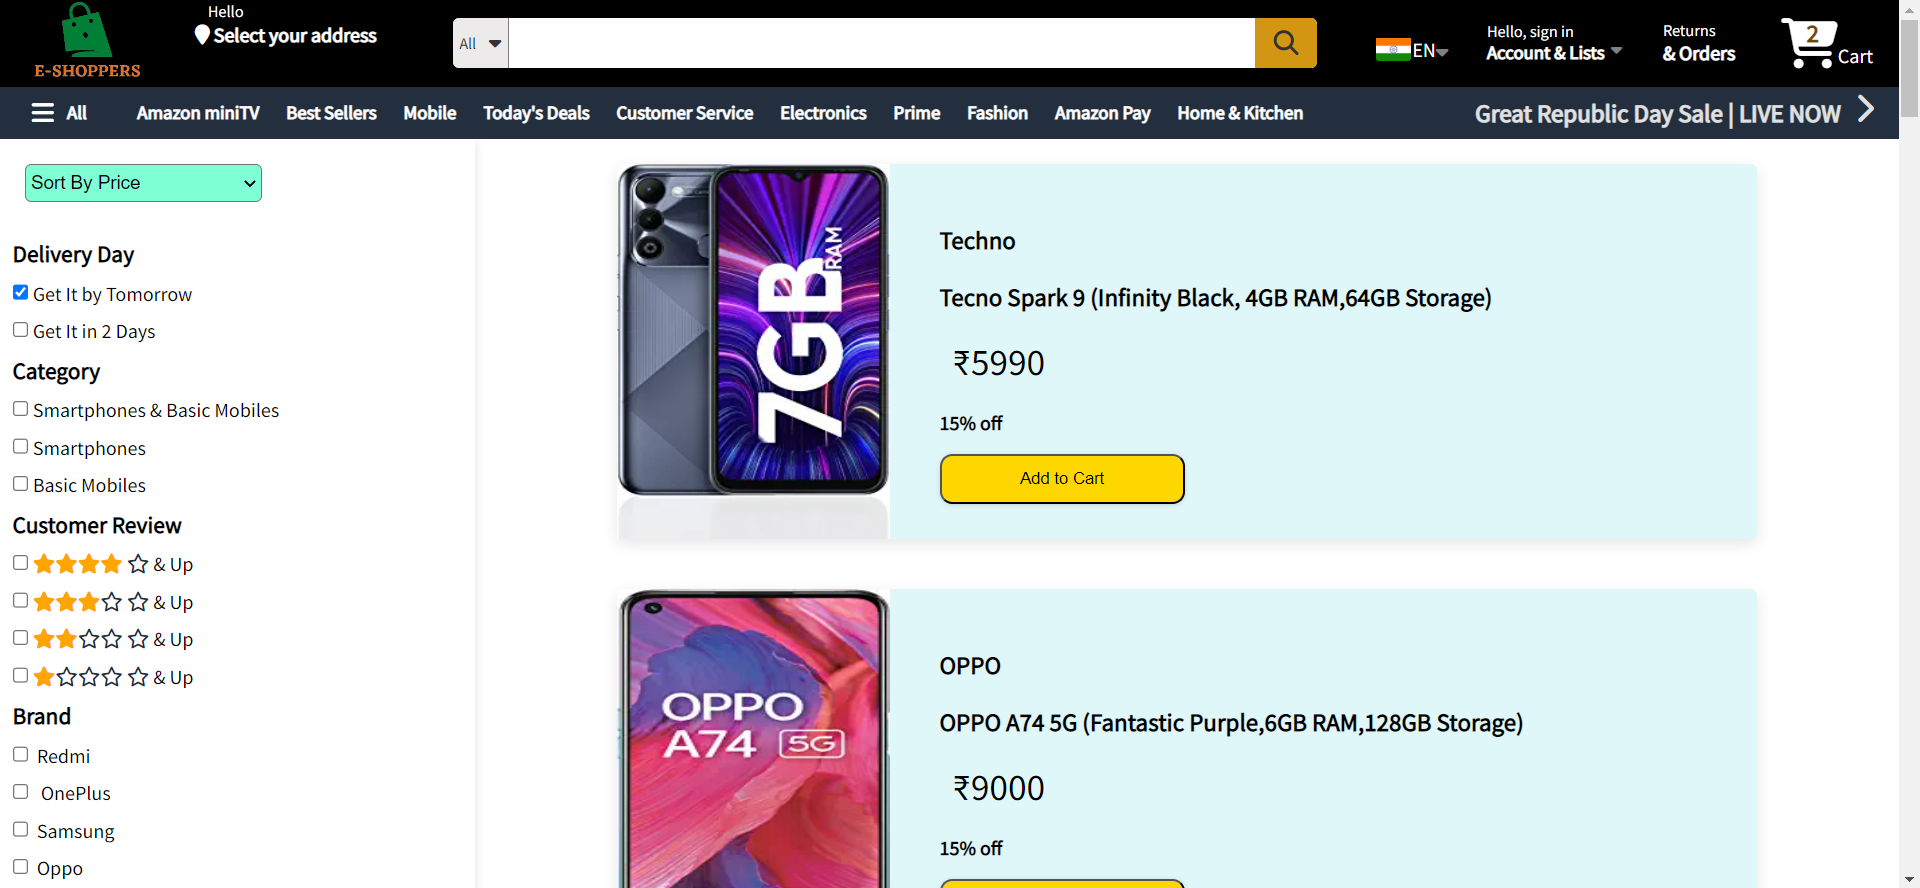 Hello
Select your address
E-SHOPPERS
All
EN
Hello, sign in
Account & Lists
Returns
& Orders
2
Cart
All
Amazon miniTV
Best Sellers
Mobile
Today's Deals
Customer Service
Electronics
Prime
Fashion
Amazon Pay
Home & Kitchen
Great Republic Day Sale | LIVE NOW
Sort By Price
Delivery Day
Get It by Tomorrow
Get It in 2 Days
Category
Smartphones & Basic Mobiles
Smartphones
Basic Mobiles
Customer Review
& Up
& Up
& Up
& Up
Brand
Redmi
OnePlus
Samsung
Oppo
7GB RAM
Techno
Tecno Spark 9 (Infinity Black, 4GB RAM,64GB Storage)
₹5990
15% off
Add to Cart
OPPO
A74 5G
OPPO
OPPO A74 5G (Fantastic Purple,6GB RAM,128GB Storage)
₹9000
15% off